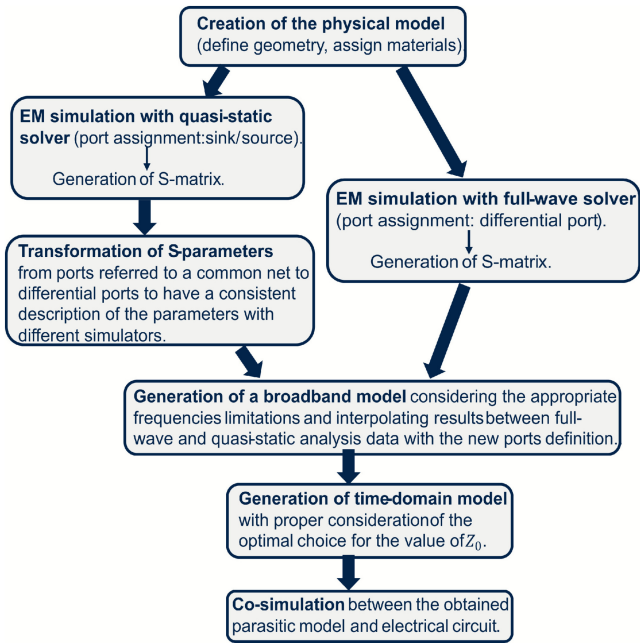 Creation of the physical model
(define geometry, assign materials).
EM simulation with quasi-static
solver (port assignment:sink/source).
Generation of S-matrix.
EM simulation with full-wave solver
(port assignment: differential port).
Generation of S-matrix.
Transformation of S-parameters
from ports referred to a common net to
differential ports to have a consistent
description of the parameters with
different simulators.
Generation of a broadband model considering the appropriate
frequencies limitations and interpolating results between full-
wave and quasi-static analysis data with the new ports definition.
Generation of time-domain model
with proper consideration of the
optimal choice for the value of Z₀.
Co-simulation between the obtained
parasitic model and electrical circuit.